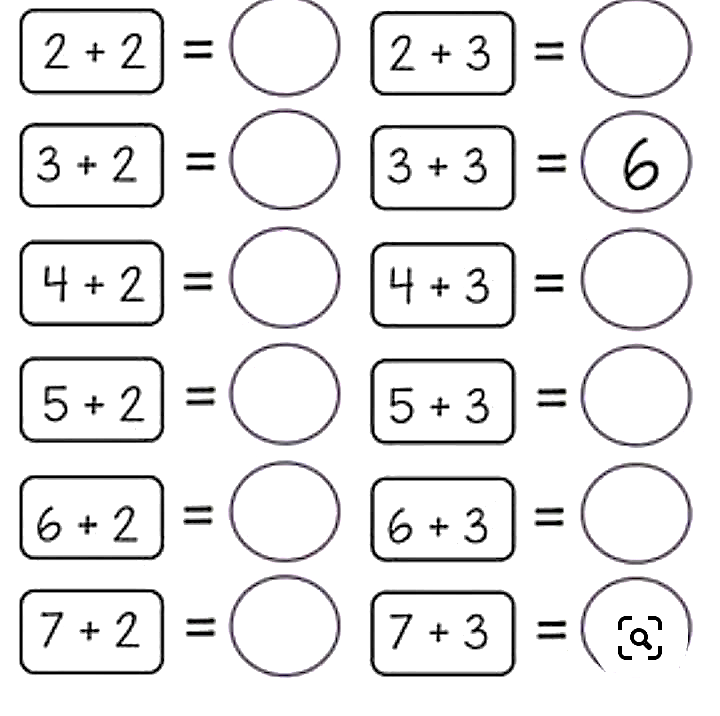 2 + 2 = 2 + 3 =
3 + 2 = 3 + 3 = 6
4 + 2 = 4 + 3 =
5 + 2 = 5 + 3 =
6 + 2 = 6 + 3 =
7 + 2 = 7 + 3 =